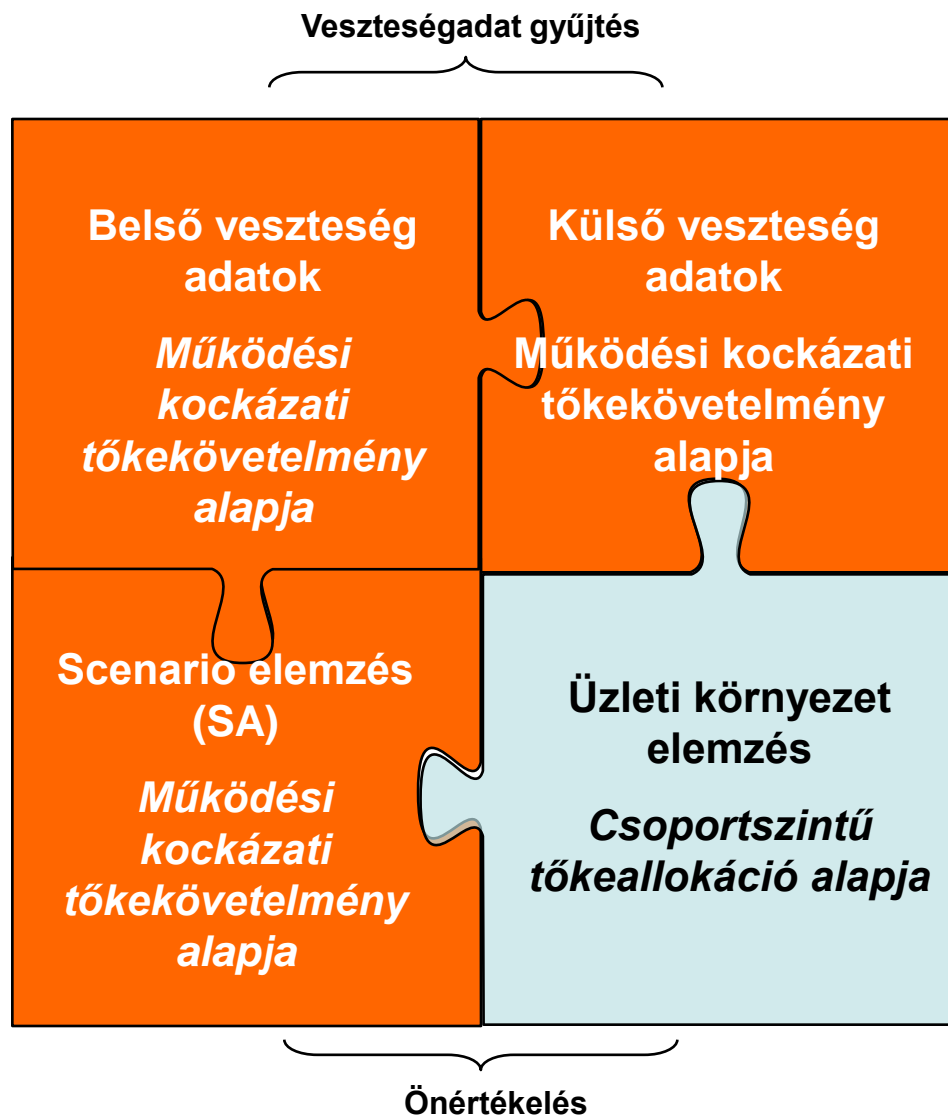 Veszteségadat gyűjtés
Belső veszteség
adatok
Működési
kockázati
tőkekövetelmény
alapja
Külső veszteség
adatok
Működési kockázati
tőkekövetelmény
alapja
Scenario elemzés
(SA)
Működési
kockázati
tőkekövetelmény
alapja
Üzleti környezet
elemzés
Csoportszintű
tőkeallokáció alapja
Önértékelés